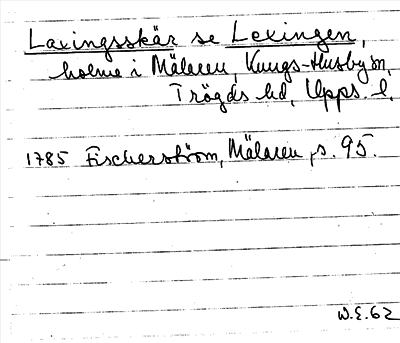 Laxingsskär se Lexingen,
holme i Mälaren, Kungs-Husby sn,
Trögds hd, Upps. l.
1785 Fischerström, Mälaren, s. 95.
W.E.62